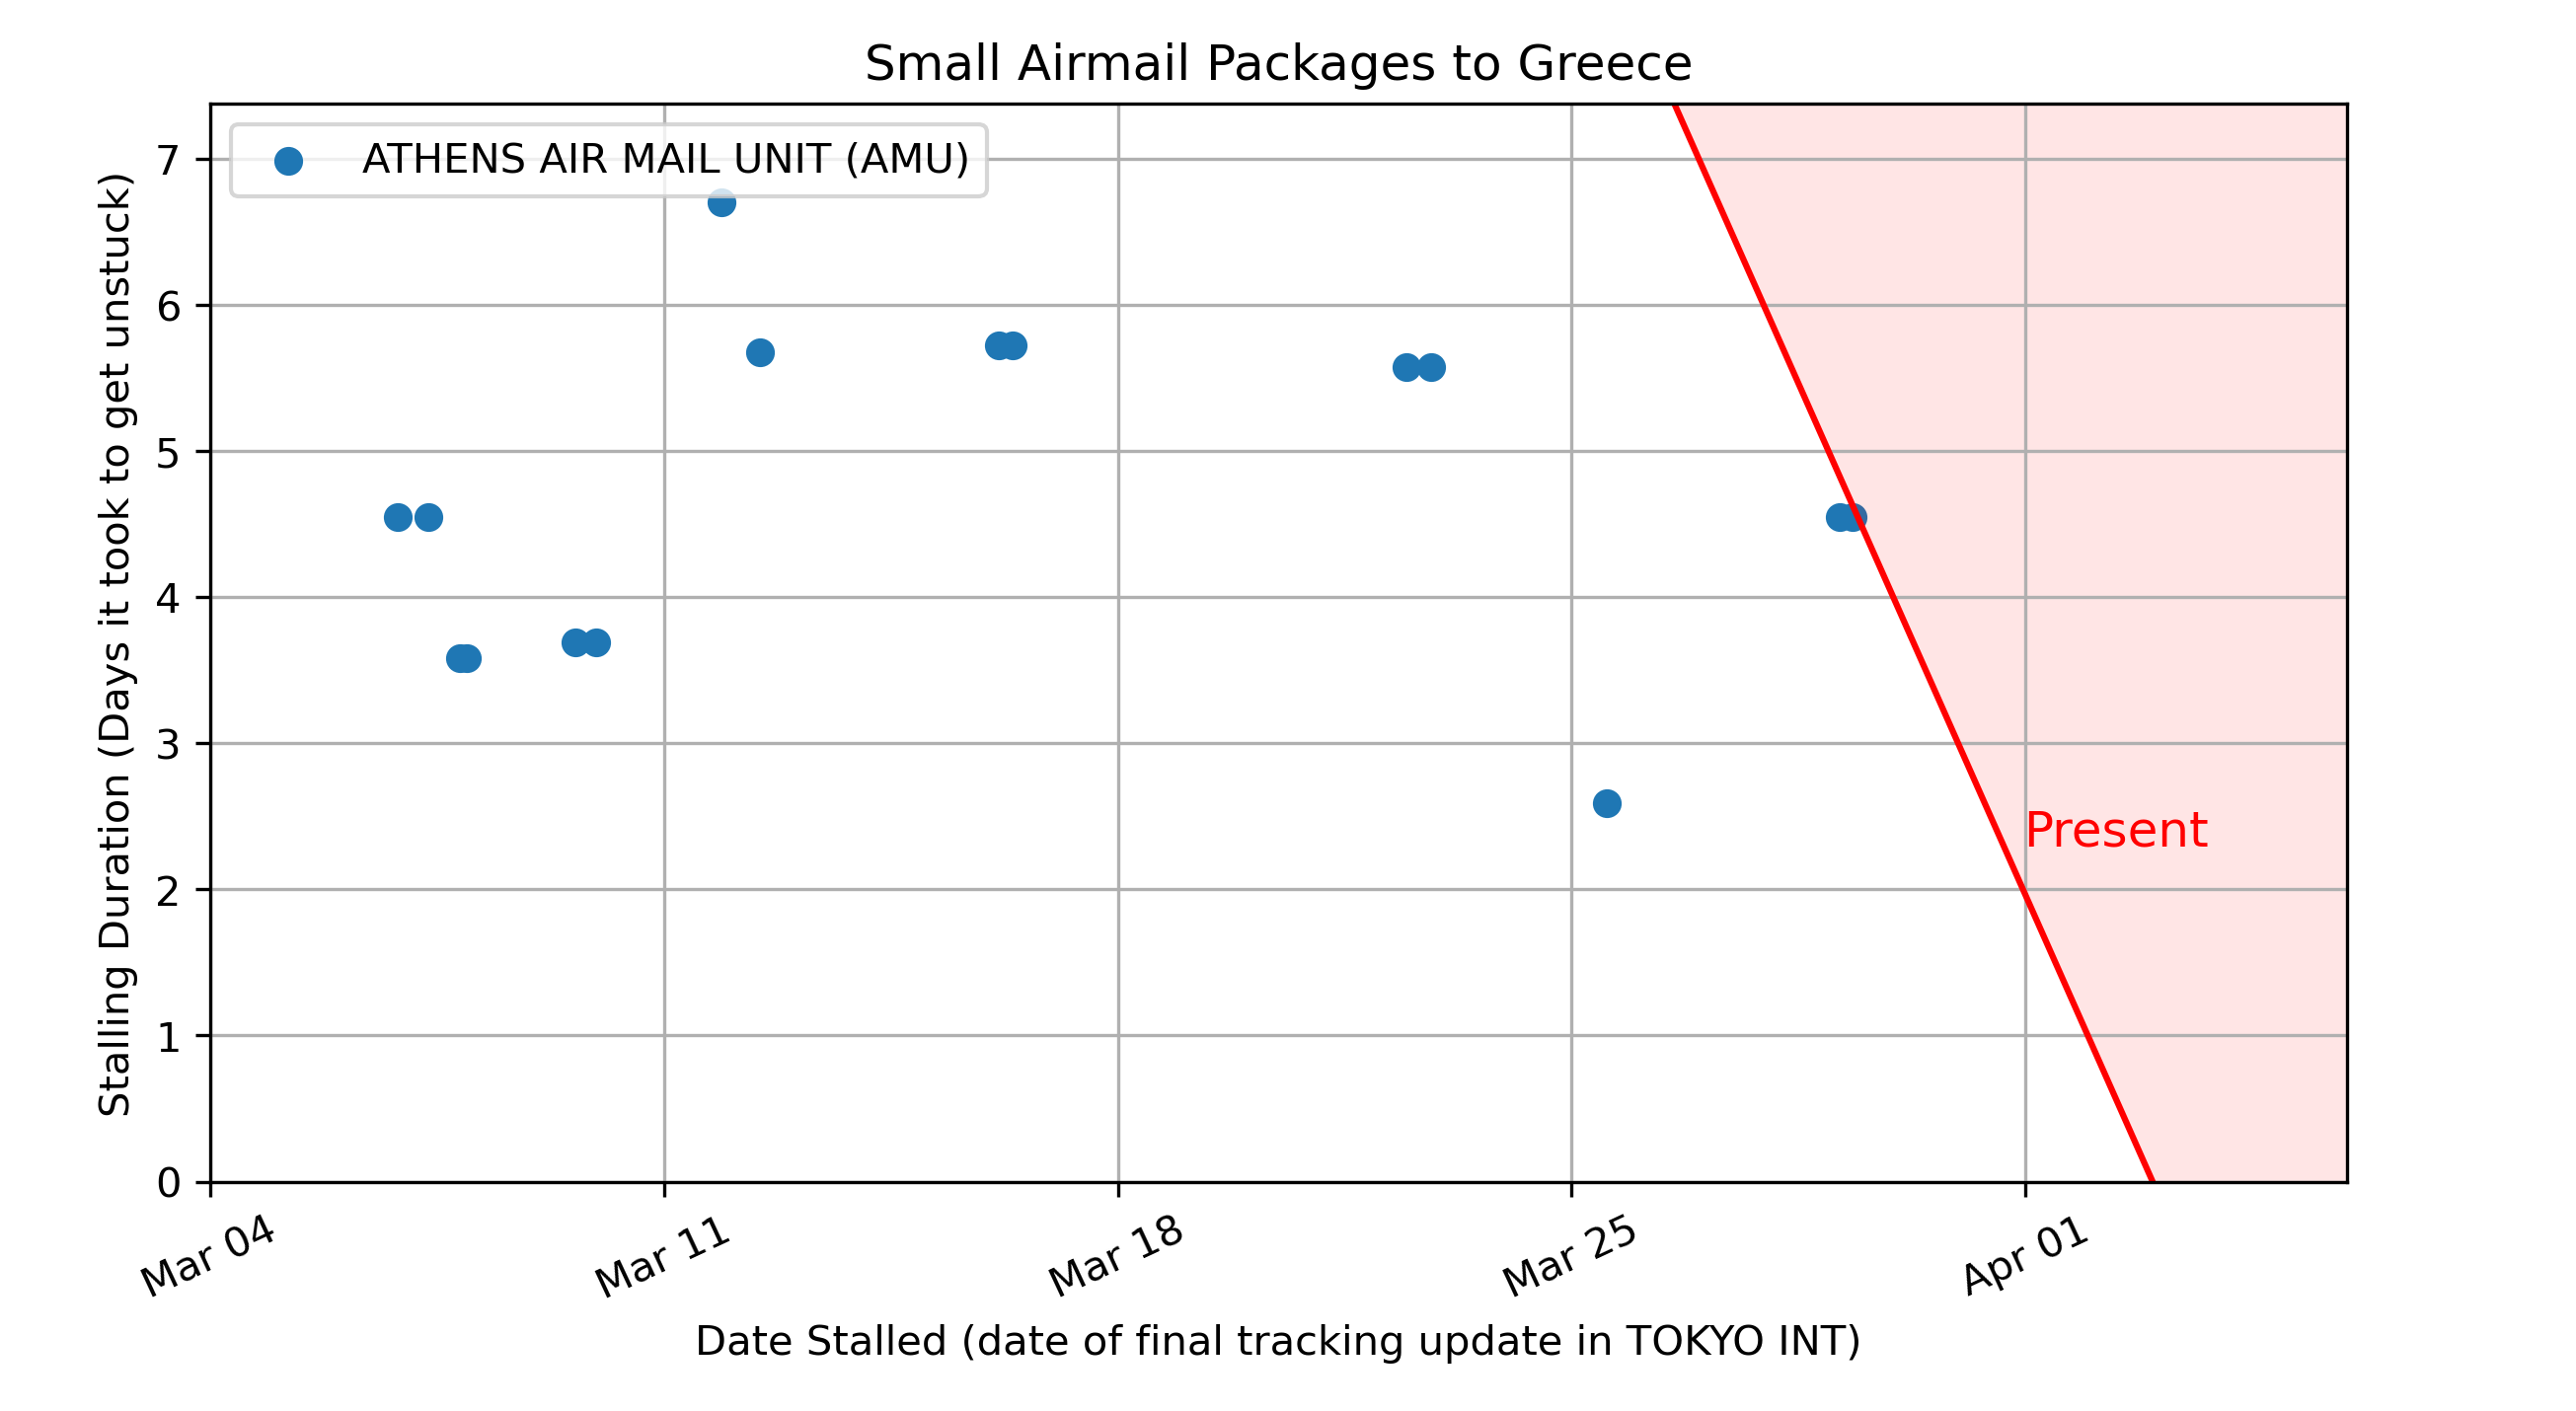 Small Airmail Packages to Greece
ATHENS AIR MAIL UNIT (AMU)
Stalling Duration (Days it took to get unstuck)
7
6
5
4
3
2
1
0
Present
Mar 04
Mar 11
Mar 18
Mar 25
Apr 01
Date Stalled (date of final tracking update in TOKYO INT)